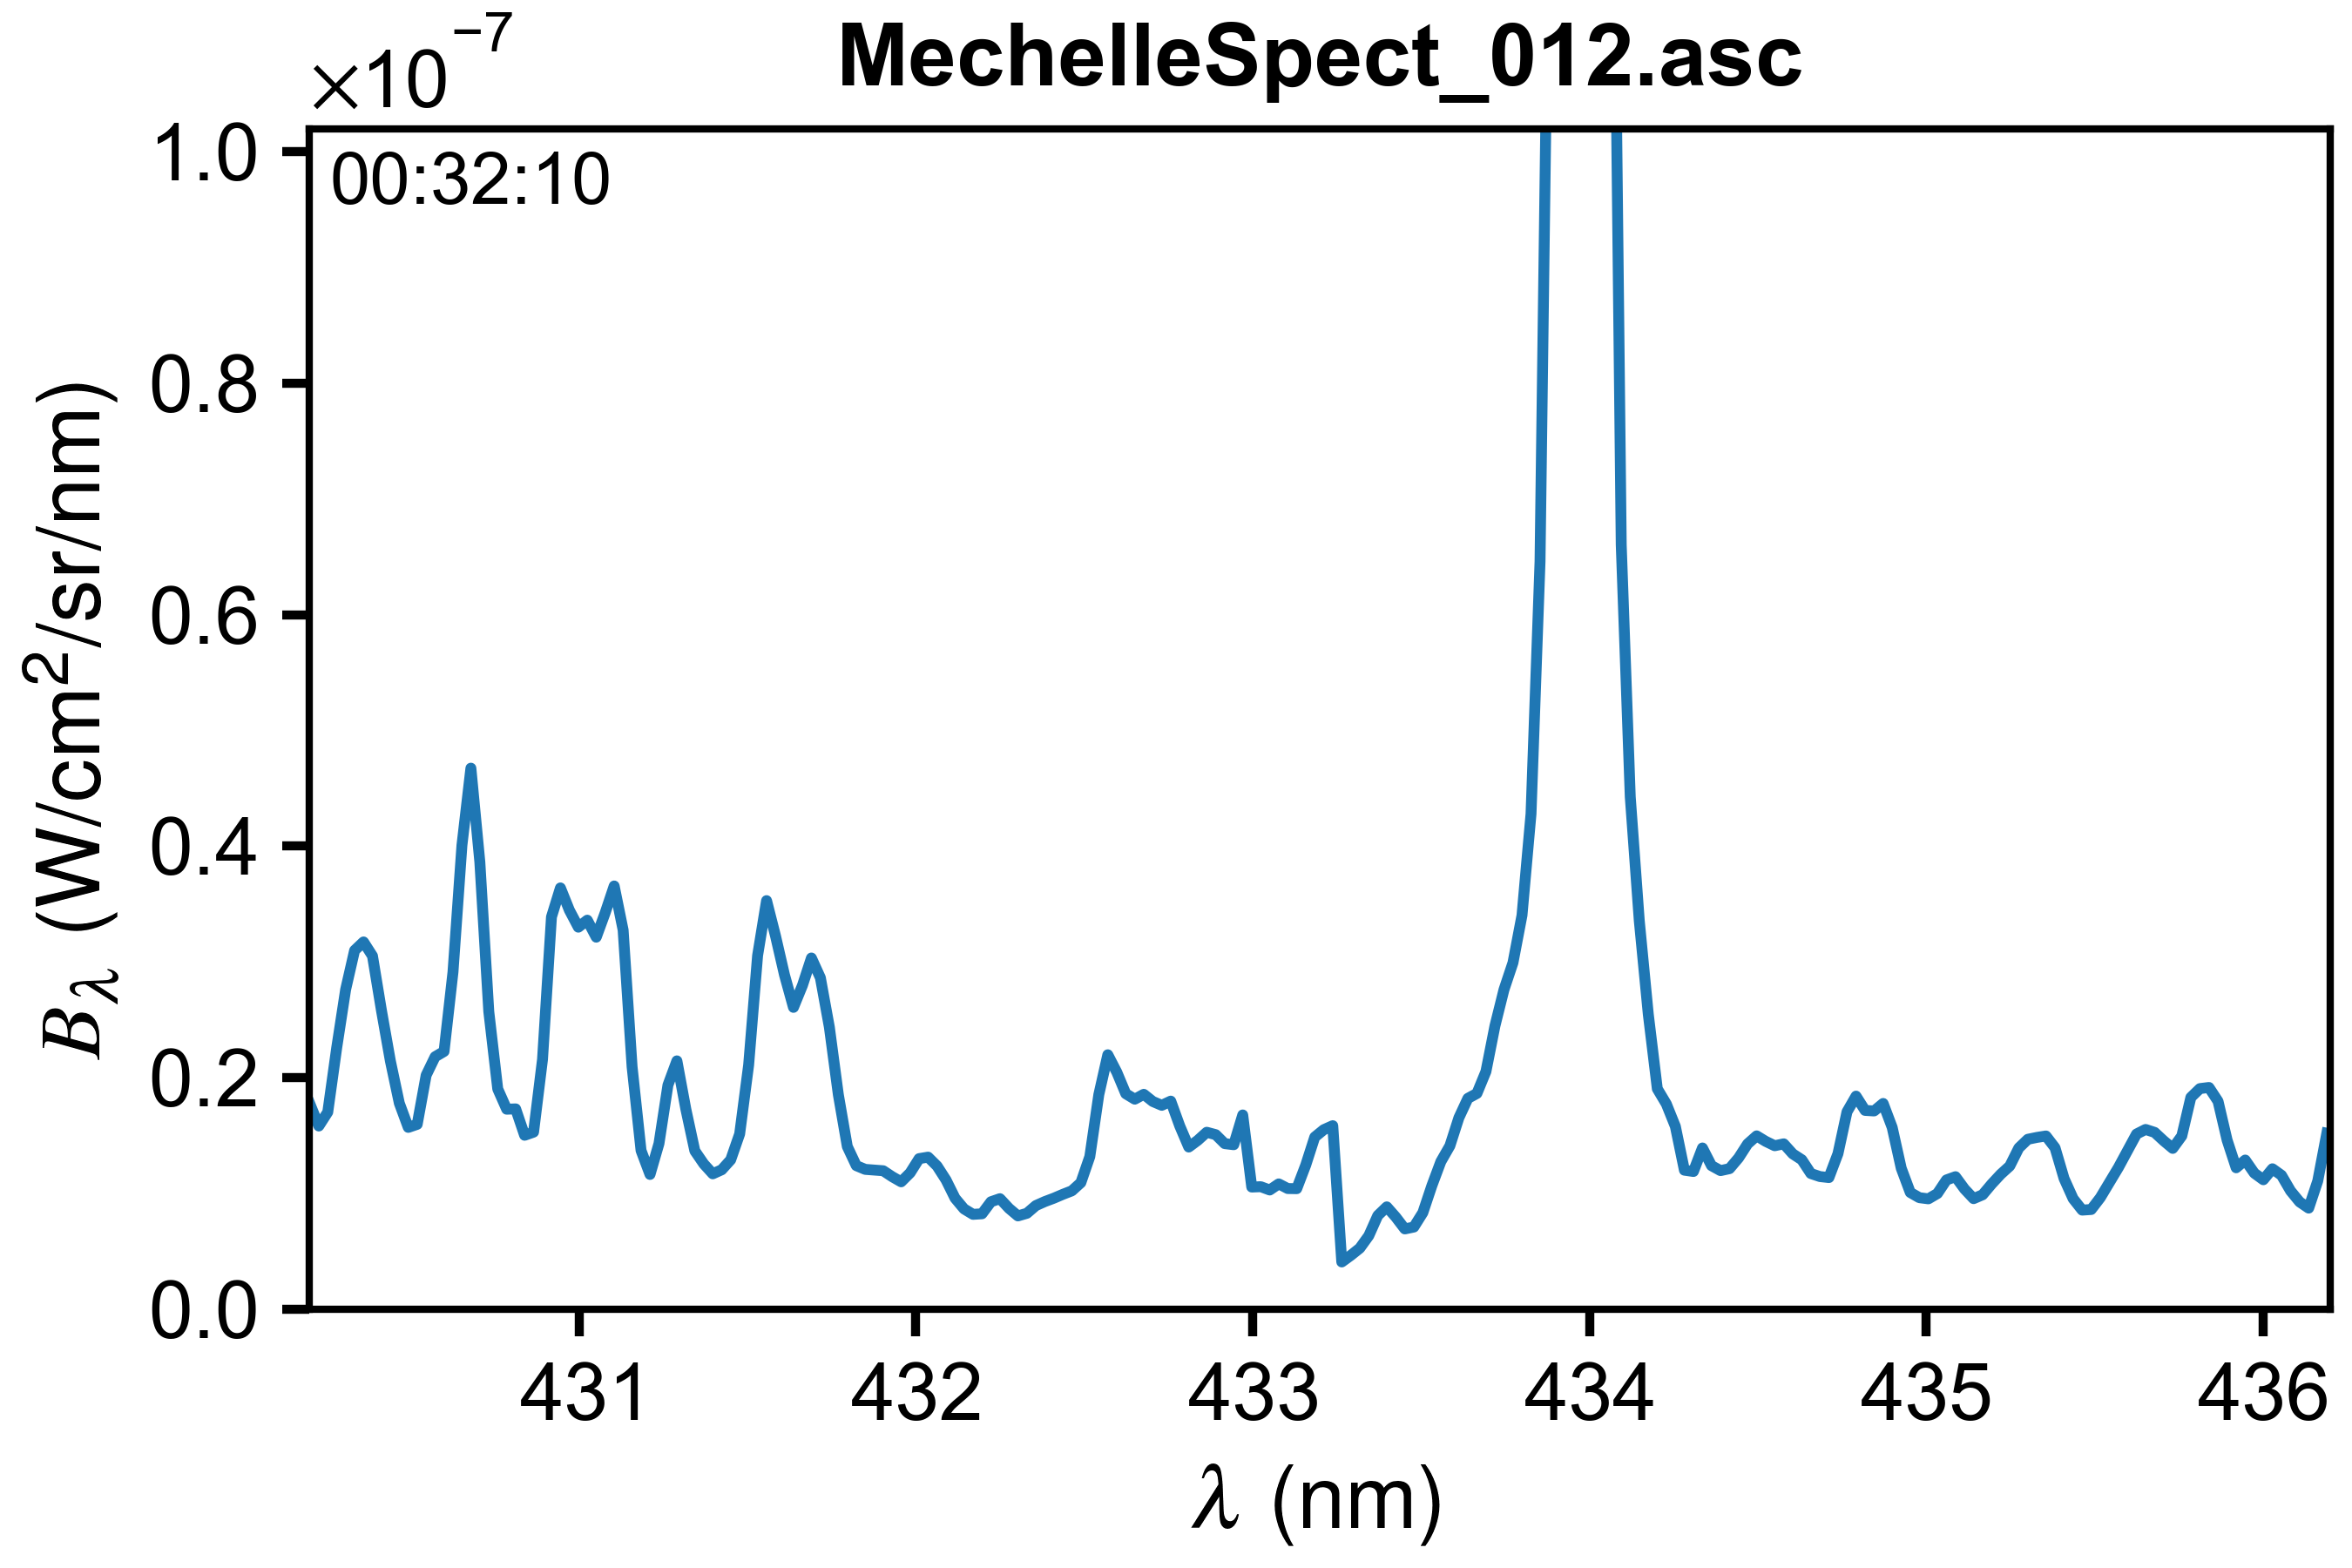 ×10⁻⁷
MechelleSpect_012.asc
00:32:10
1.0
0.8
0.6
0.4
0.2
0.0
B_λ (W/cm²/sr/nm)
431 432 433 434 435 436
λ (nm)